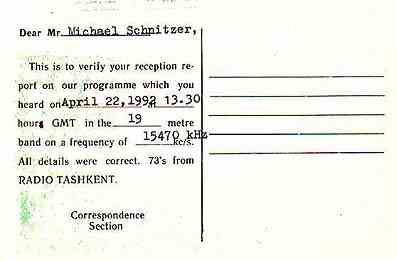 Dear Mr. Michael Schnitzer,
This is to verify your reception re-
port on our programme which you
heard on April 22,1992 13.30
hours GMT in the 19 metre
band on a frequency of 15470 kHz kc/s.
All details were correct. 73's from
RADIO TASHKENT.
Correspondence
Section